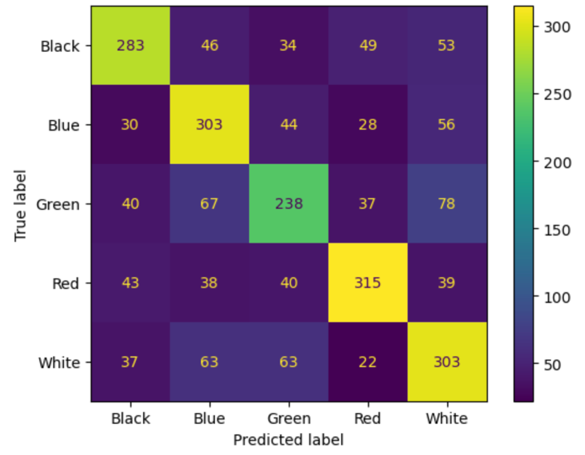 Black 283 46 34 49 53
Blue 30 303 44 28 56
Green 40 67 238 37 78
Red 43 38 40 315 39
White 37 63 63 22 303
Black Blue Green Red White
Predicted label
True label
300
250
200
150
100
50